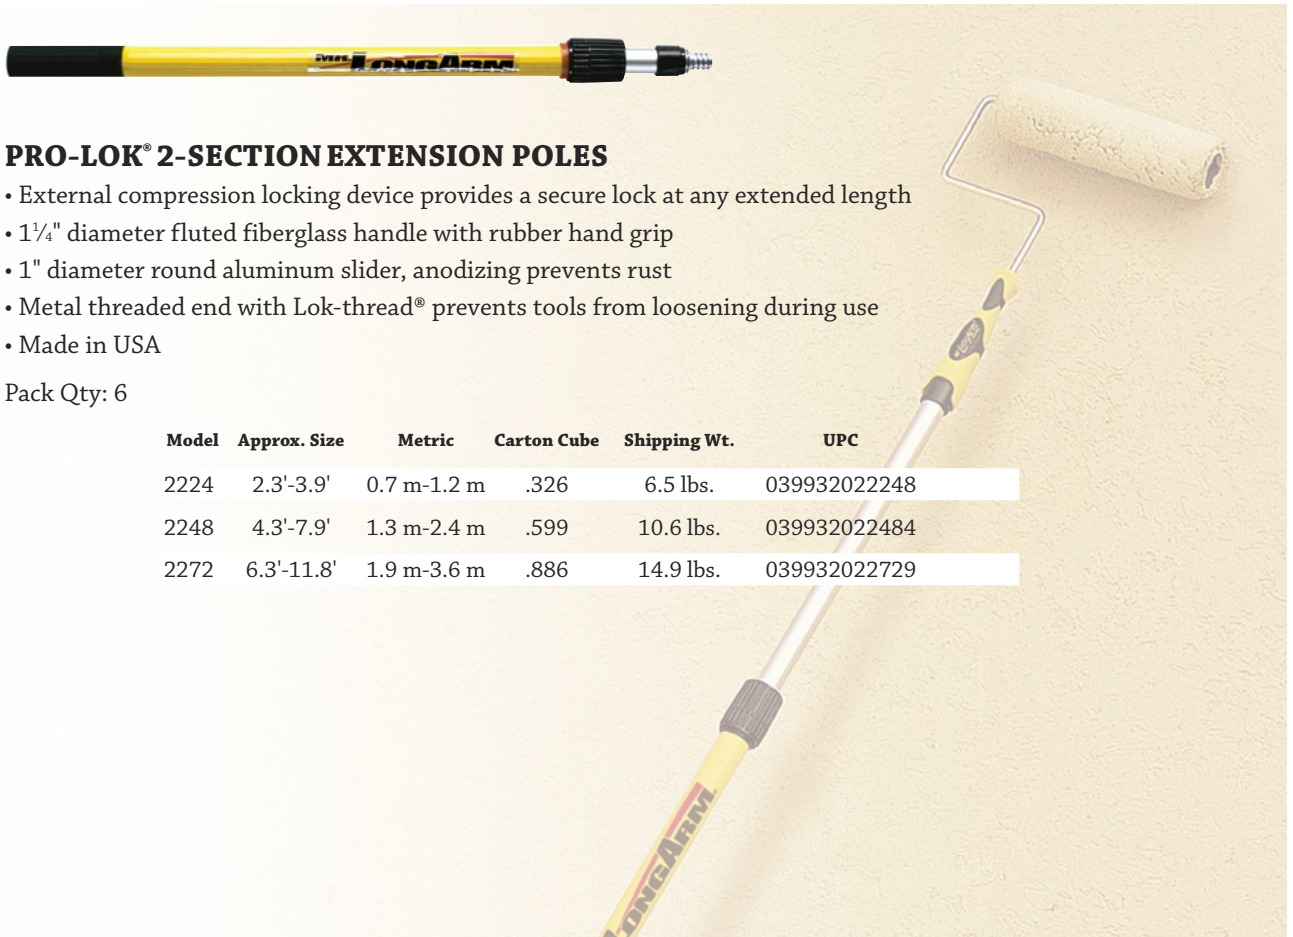 MR. LONGARM
PRO-LOK® 2-SECTION EXTENSION POLES
• External compression locking device provides a secure lock at any extended length
• 1¼" diameter fluted fiberglass handle with rubber hand grip
• 1" diameter round aluminum slider, anodizing prevents rust
• Metal threaded end with Lok-thread® prevents tools from loosening during use
• Made in USA
Pack Qty: 6
Model Approx. Size Metric Carton Cube Shipping Wt. UPC
2224 2.3'-3.9' 0.7 m-1.2 m .326 6.5 lbs. 039932022248
2248 4.3'-7.9' 1.3 m-2.4 m .599 10.6 lbs. 039932022484
2272 6.3'-11.8' 1.9 m-3.6 m .886 14.9 lbs. 039932022729
LONGARM